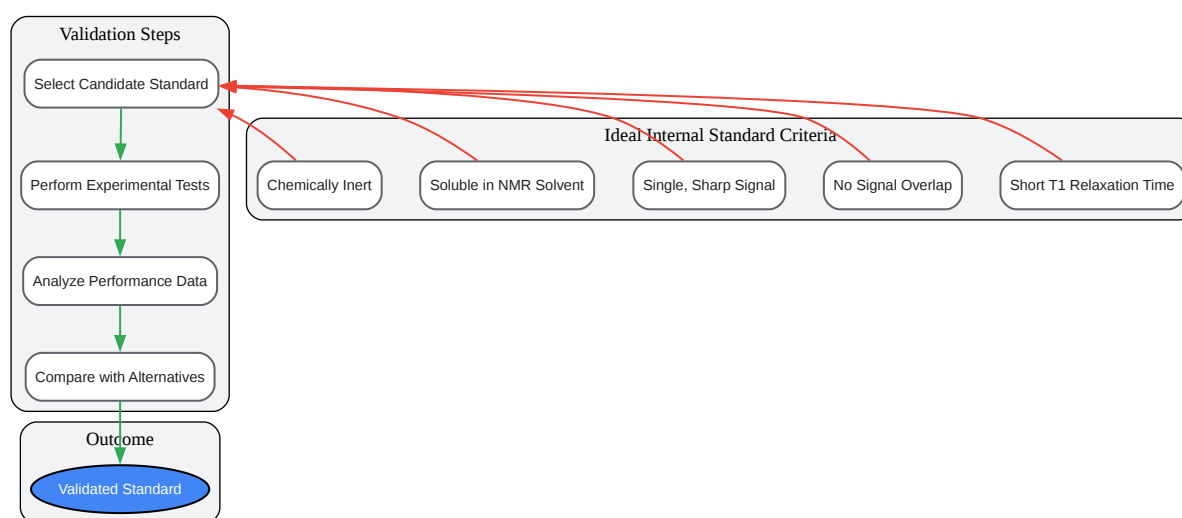 Validation Steps
Select Candidate Standard
Perform Experimental Tests
Analyze Performance Data
Compare with Alternatives
Ideal Internal Standard Criteria
Chemically Inert
Soluble in NMR Solvent
Single, Sharp Signal
No Signal Overlap
Short T1 Relaxation Time
Outcome
Validated Standard